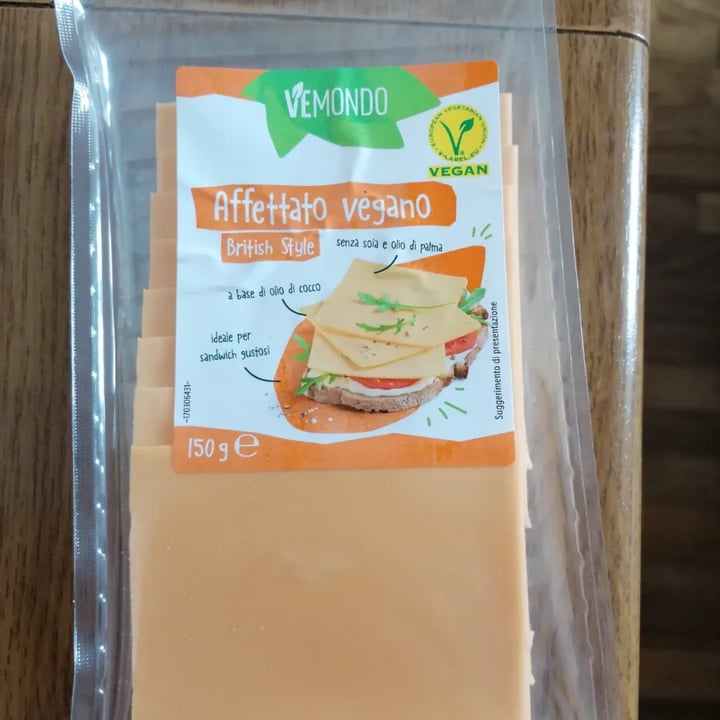 VEMONDO
EUROPEAN VEGETARIAN UNION
V-LABEL.EU
VEGAN
Affettato vegano
British Style
senza soia e olio di palma
a base di olio di cocco
ideale per
sandwich gustosi
Suggerimento di presentazione
-170306431-
150 g e